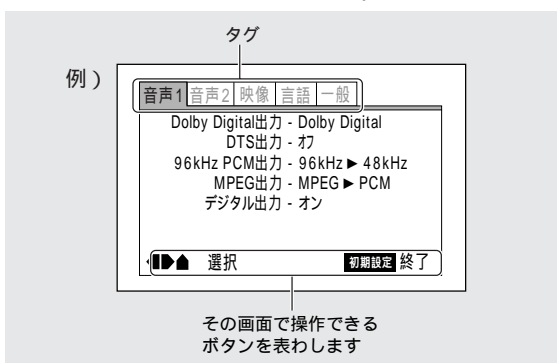 タグ
例）
音声1 音声2 映像 言語 一般
Dolby Digital出力 - Dolby Digital
DTS出力 - オフ
96kHz PCM出力 - 96kHz ► 48kHz
MPEG出力 - MPEG ► PCM
デジタル出力 - オン
選択 初期設定 終了
その画面で操作できる
ボタンを表わします